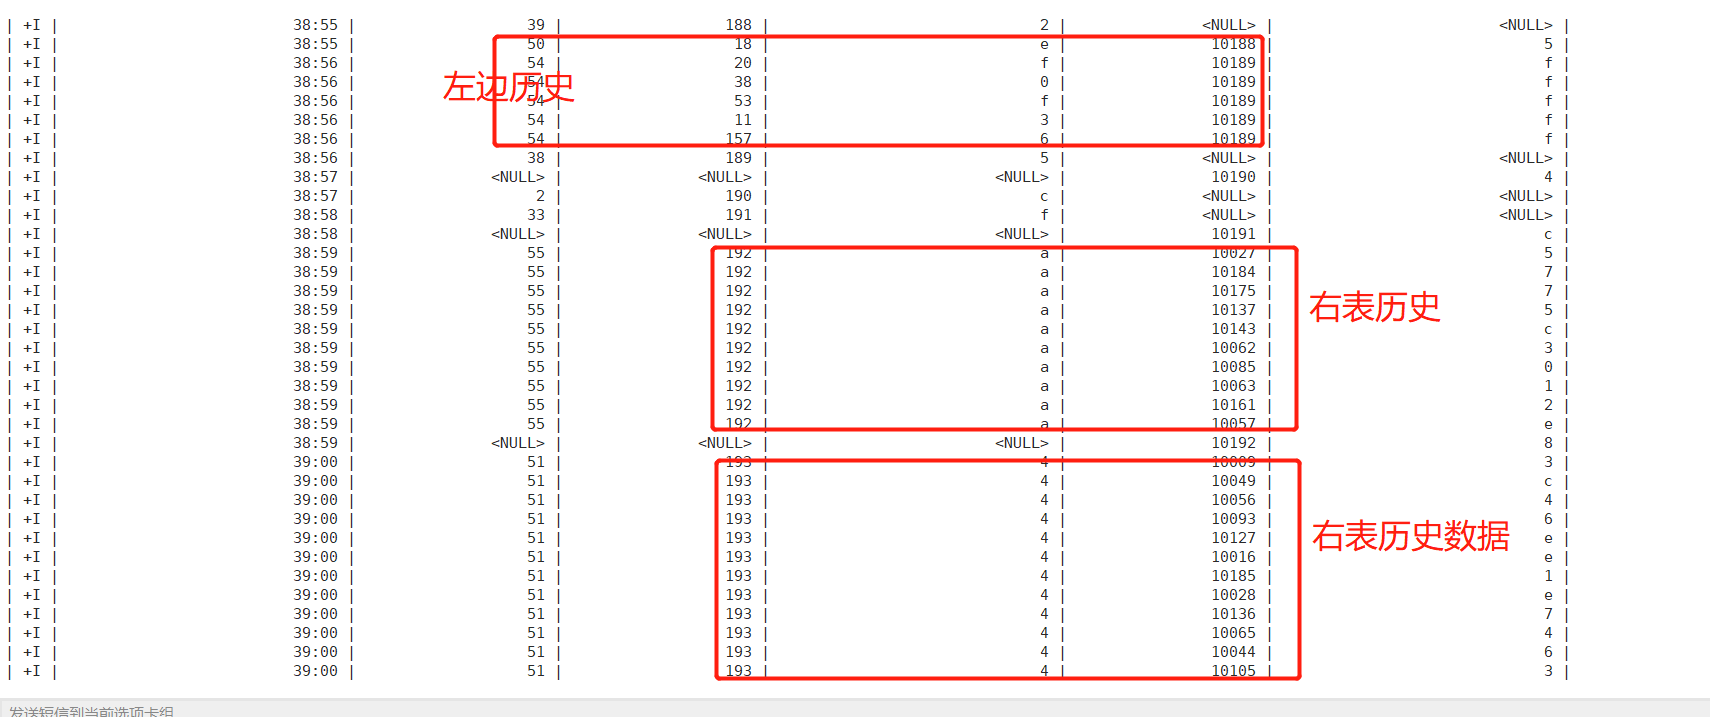 | +I | 38:55 | 39 | 188 | 2 | <NULL> | <NULL> |
| +I | 38:55 | 50 | 18 | e | 10188 | 5 |
| +I | 38:56 | 54 | 20 | f | 10189 | f |
左边历史
| +I | 38:56 | 54 | 38 | 0 | 10189 | f |
| +I | 38:56 | 54 | 53 | f | 10189 | f |
| +I | 38:56 | 54 | 11 | 3 | 10189 | f |
| +I | 38:56 | 54 | 157 | 6 | 10189 | f |
| +I | 38:56 | 38 | 189 | 5 | <NULL> | <NULL> |
| +I | 38:57 | <NULL> | <NULL> | <NULL> | 10190 | 4 |
| +I | 38:57 | 2 | 190 | c | <NULL> | <NULL> |
| +I | 38:58 | 33 | 191 | f | <NULL> | <NULL> |
| +I | 38:58 | <NULL> | <NULL> | <NULL> | 10191 | c |
| +I | 38:59 | 55 | 192 | a | 10027 | 5 |
| +I | 38:59 | 55 | 192 | a | 10184 | 7 |
| +I | 38:59 | 55 | 192 | a | 10175 | 7 |
右表历史
| +I | 38:59 | 55 | 192 | a | 10137 | 5 |
| +I | 38:59 | 55 | 192 | a | 10143 | c |
| +I | 38:59 | 55 | 192 | a | 10062 | 3 |
| +I | 38:59 | 55 | 192 | a | 10085 | 0 |
| +I | 38:59 | 55 | 192 | a | 10063 | 1 |
| +I | 38:59 | 55 | 192 | a | 10161 | 2 |
| +I | 38:59 | 55 | 192 | a | 10057 | e |
| +I | 38:59 | <NULL> | <NULL> | <NULL> | 10192 | 8 |
| +I | 39:00 | 51 | 193 | 4 | 10009 | 3 |
| +I | 39:00 | 51 | 193 | 4 | 10049 | c |
| +I | 39:00 | 51 | 193 | 4 | 10056 | 4 |
| +I | 39:00 | 51 | 193 | 4 | 10093 | 6 |
右表历史数据
| +I | 39:00 | 51 | 193 | 4 | 10127 | e |
| +I | 39:00 | 51 | 193 | 4 | 10016 | e |
| +I | 39:00 | 51 | 193 | 4 | 10185 | 1 |
| +I | 39:00 | 51 | 193 | 4 | 10028 | e |
| +I | 39:00 | 51 | 193 | 4 | 10136 | 7 |
| +I | 39:00 | 51 | 193 | 4 | 10065 | 4 |
| +I | 39:00 | 51 | 193 | 4 | 10044 | 6 |
| +I | 39:00 | 51 | 193 | 4 | 10105 | 3 |
发送短信到当前选项卡组